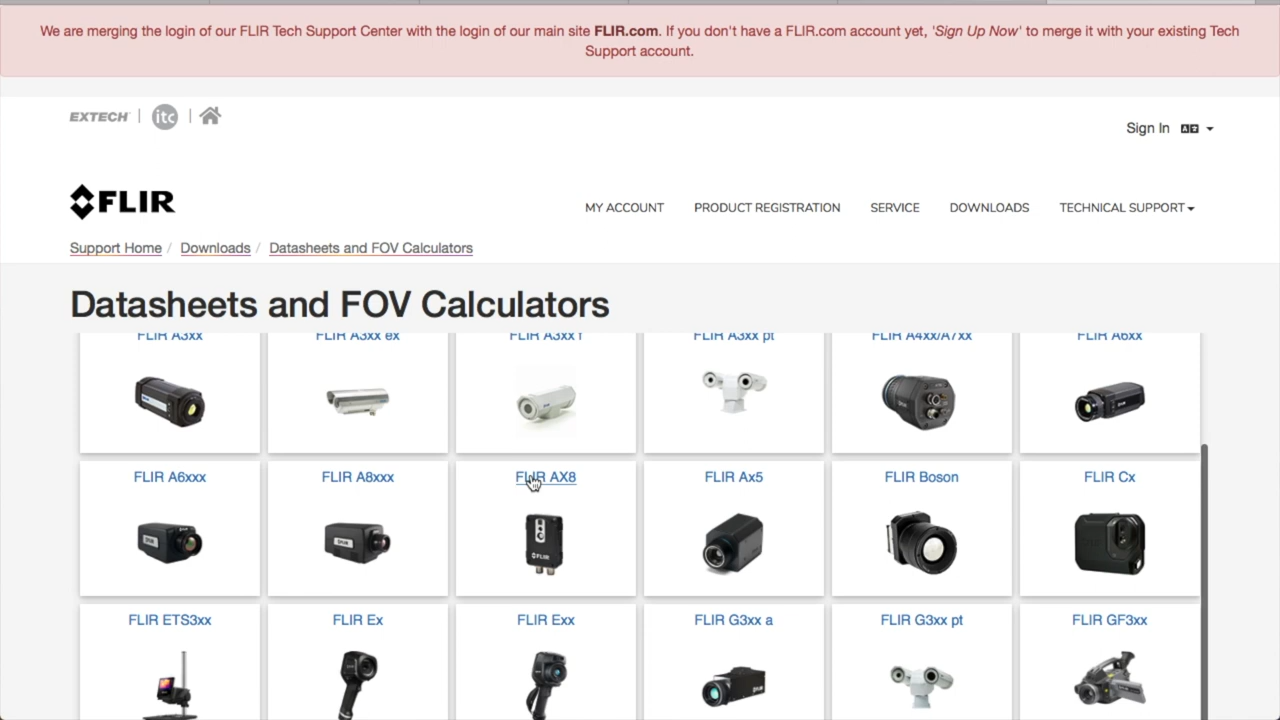 We are merging the login of our FLIR Tech Support Center with the login of our main site FLIR.com. If you don't have a FLIR.com account yet, 'Sign Up Now' to merge it with your existing Tech
Support account.
EXTECH | itc |
Sign In
FLIR
MY ACCOUNT PRODUCT REGISTRATION SERVICE DOWNLOADS TECHNICAL SUPPORT
Support Home / Downloads / Datasheets and FOV Calculators
Datasheets and FOV Calculators
FLIR A3xx FLIR A3xx ex FLIR A3xx f FLIR A3xx pt FLIR A4xx/A7xx FLIR A6xx
FLIR A6xxx FLIR A8xxx FLIR AX8 FLIR Ax5 FLIR Boson FLIR Cx
FLIR
FLIR ETS3xx FLIR Ex FLIR Exx FLIR G3xx a FLIR G3xx pt FLIR GF3xx
FLIR